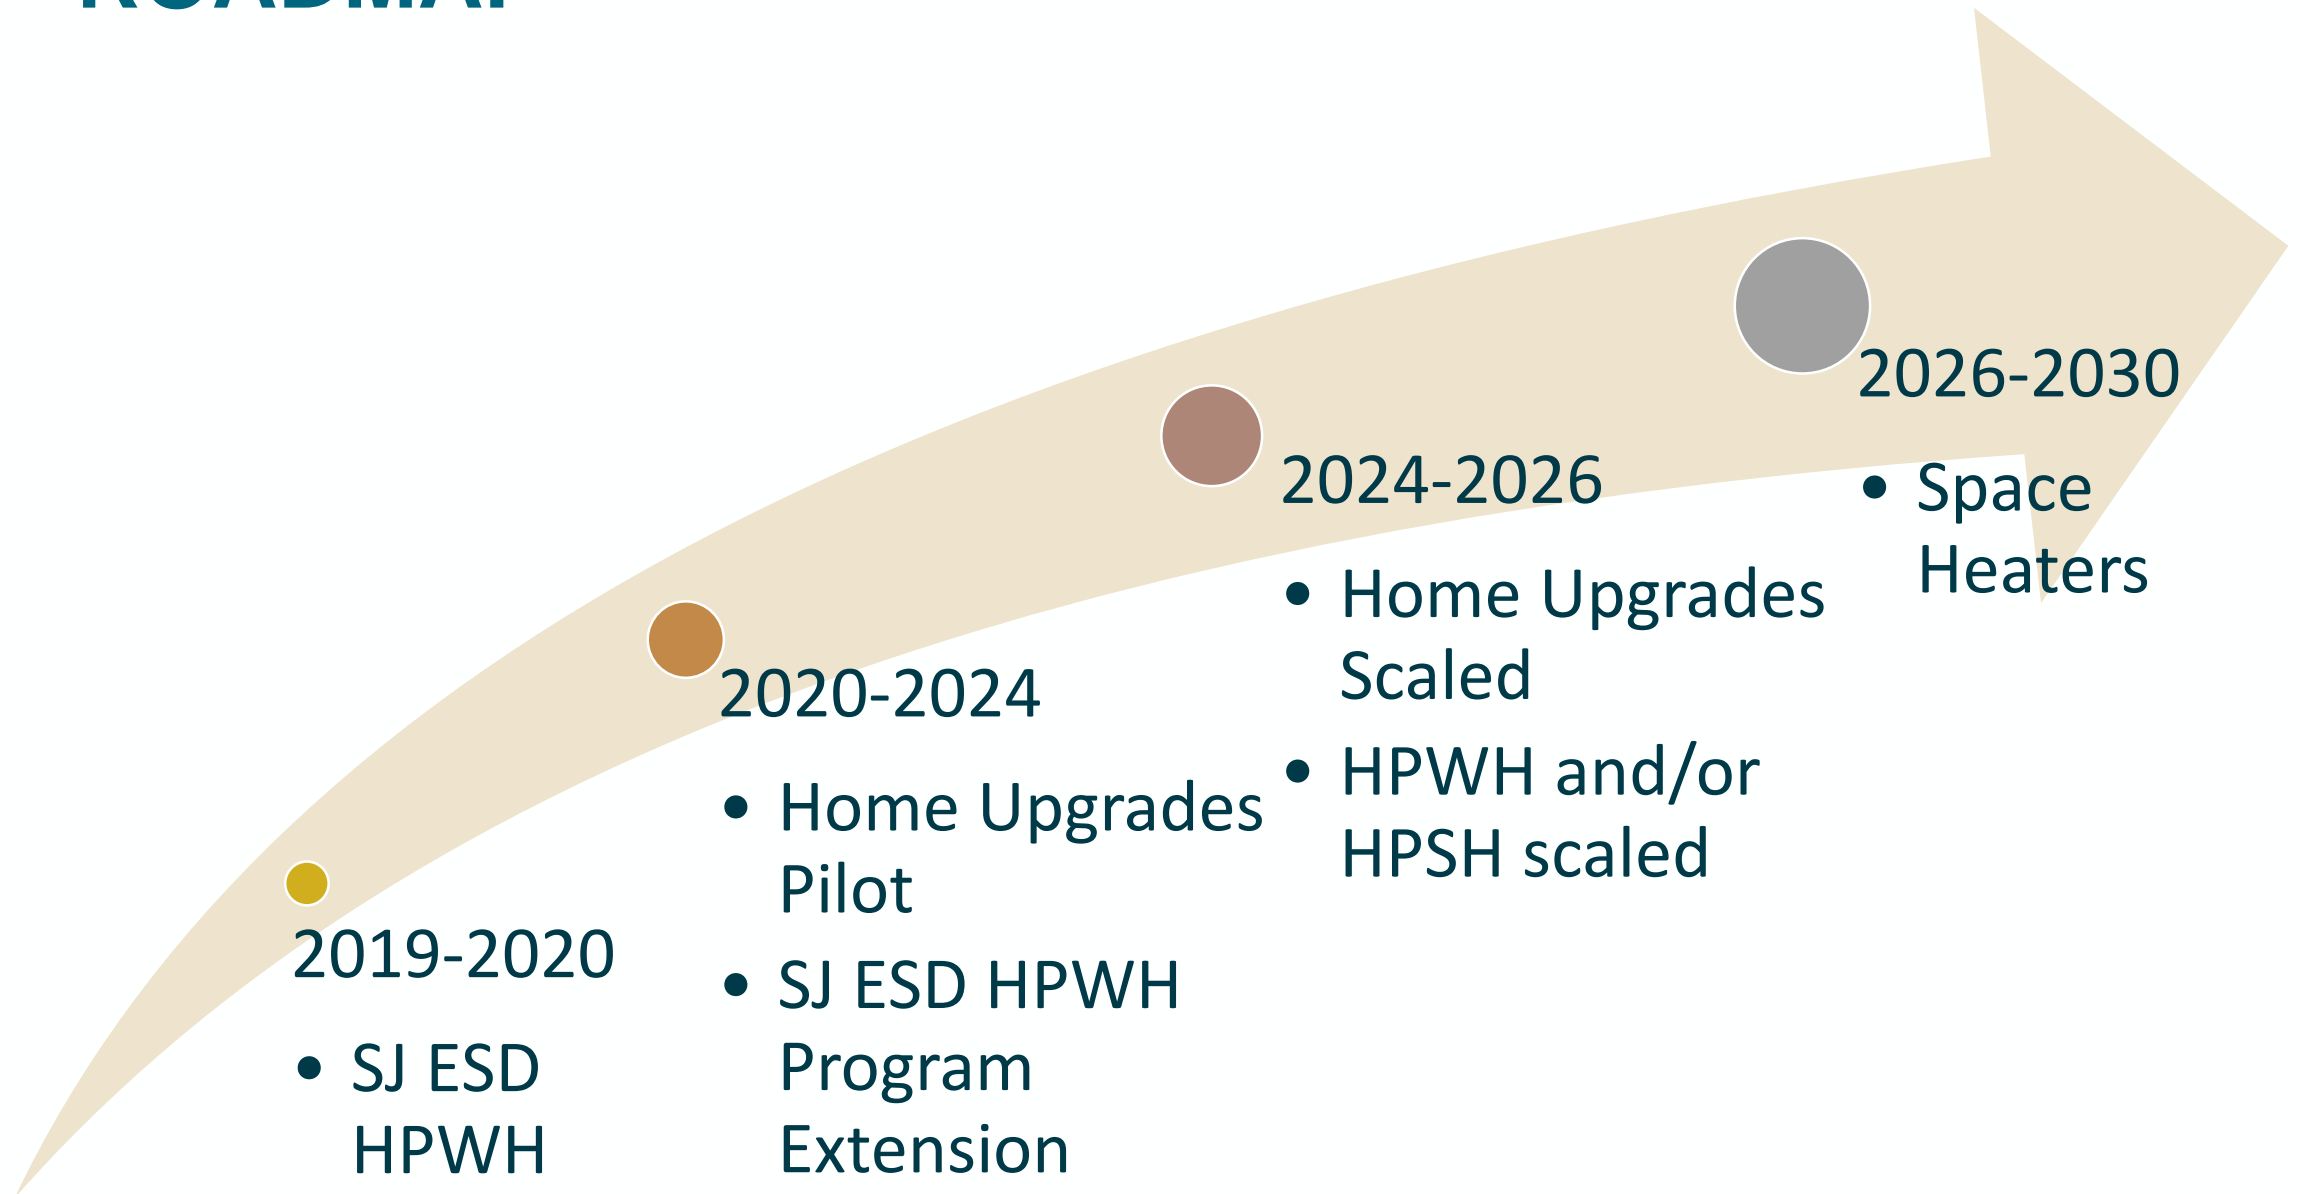 ROADMAP
2019-2020
• SJ ESD
HPWH
2020-2024
• Home Upgrades
Pilot
• SJ ESD HPWH
Program
Extension
2024-2026
• Home Upgrades
Scaled
• HPWH and/or
HPSH scaled
2026-2030
• Space
Heaters